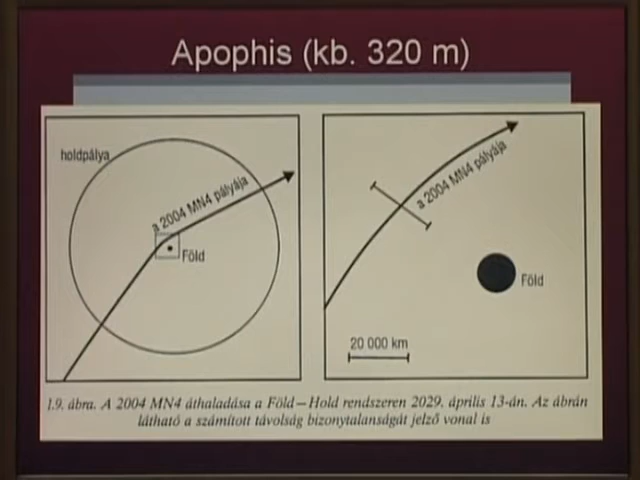 Apophis (kb. 320 m)
holdpálya
a 2004 MN4 pályája
Föld
a 2004 MN4 pályája
Föld
20 000 km
1.9. ábra. A 2004 MN4 áthaladása a Föld–Hold rendszeren 2029. április 13-án. Az ábrán
látható a számított távolság bizonytalanságát jelző vonal is